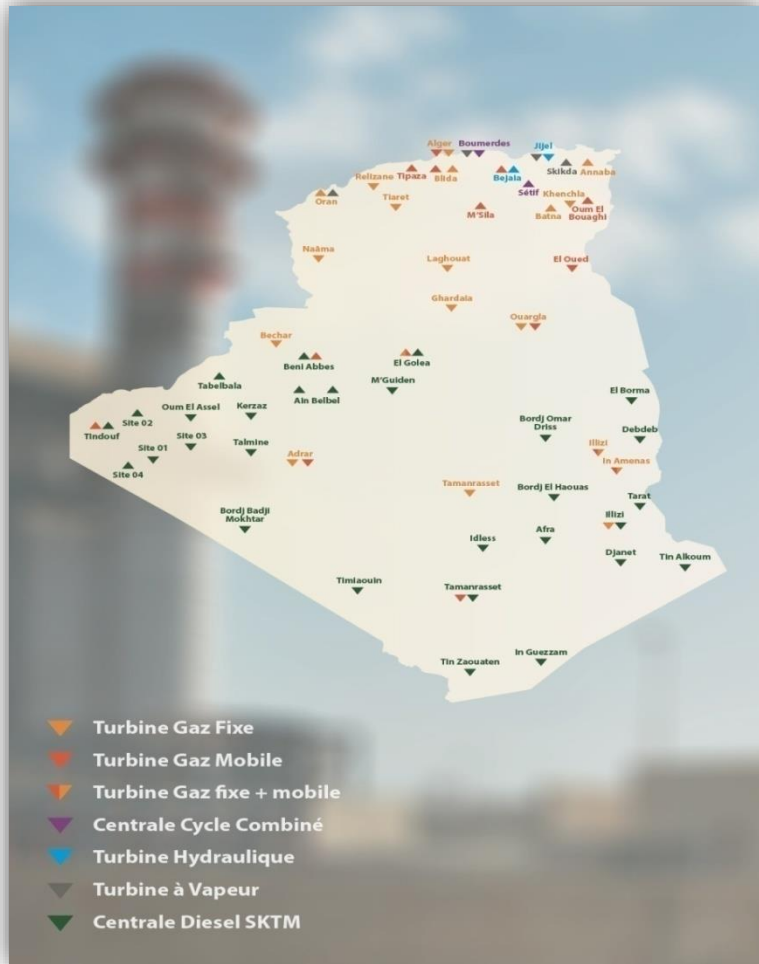 Alger
Boumerdes
Jijel
Relizane
Tipaza
Blida
Bejaia
Skikda
Annaba
Oran
Tiaret
M'Sila
Sétif
Khenchla
Batna
Oum El
Bouaghi
Naâma
Laghouat
El Oued
Ghardaia
Ouargla
Bechar
Beni Abbes
El Golea
Tabelbala
Ain Belbel
M'Guiden
El Borma
Tindouf
Site 02
Oum El Assel
Kerzaz
Bordj Omar
Driss
Debdeb
Site 01
Site 03
Talmine
Illizi
Site 04
Adrar
In Amenas
Tamanrasset
Bordj El Haouas
Tarat
Bordj Badji
Mokhtar
Idless
Afra
Illizi
Djanet
Tin Alkoum
Timiaouin
Tamanrasset
Tin Zaouaten
In Guezzam
Turbine Gaz Fixe
Turbine Gaz Mobile
Turbine Gaz fixe + mobile
Centrale Cycle Combiné
Turbine Hydraulique
Turbine à Vapeur
Centrale Diesel SKTM